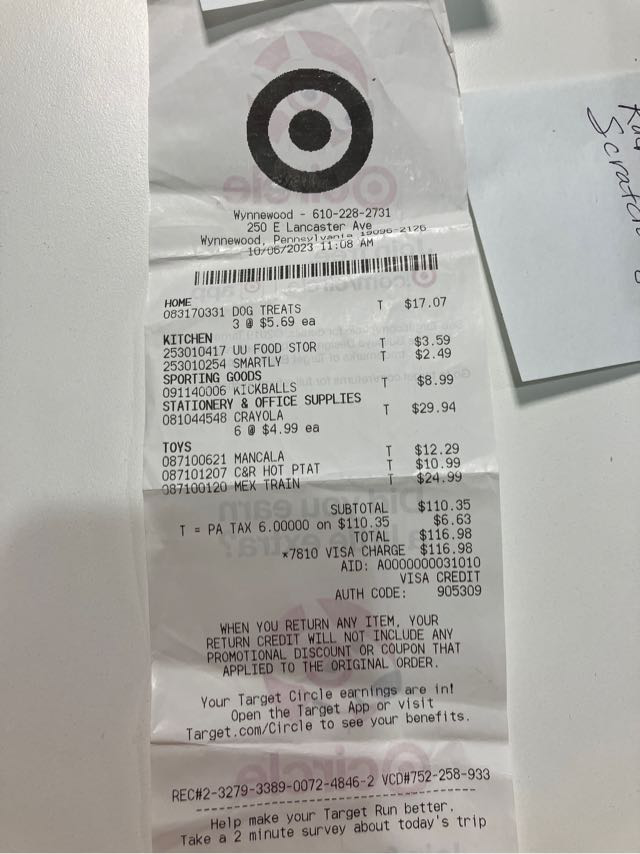 Wynnewood - 610-228-2731
250 E Lancaster Ave
Wynnewood, Pennsylvania 19096-2126
10/06/2023 11:08 AM
HOME
083170331 DOG TREATS T $17.07
3 @ $5.69 ea
KITCHEN
253010417 UU FOOD STOR T $3.59
253010254 SMARTLY T $2.49
SPORTING GOODS
091140006 KICKBALLS T $8.99
STATIONERY & OFFICE SUPPLIES
081044548 CRAYOLA T $29.94
6 @ $4.99 ea
TOYS
087100621 MANCALA T $12.29
087101207 C&R HOT PTAT T $10.99
087100120 MEX TRAIN T $24.99
SUBTOTAL $110.35
T = PA TAX 6.00000 on $110.35 $6.63
TOTAL $116.98
*7810 VISA CHARGE $116.98
AID: A0000000031010
VISA CREDIT
AUTH CODE: 905309
WHEN YOU RETURN ANY ITEM, YOUR
RETURN CREDIT WILL NOT INCLUDE ANY
PROMOTIONAL DISCOUNT OR COUPON THAT
APPLIED TO THE ORIGINAL ORDER.
Your Target Circle earnings are in!
Open the Target App or visit
Target.com/Circle to see your benefits.
REC#2-3279-3389-0072-4846-2 VCD#752-258-933
Help make your Target Run better.
Take a 2 minute survey about today's trip